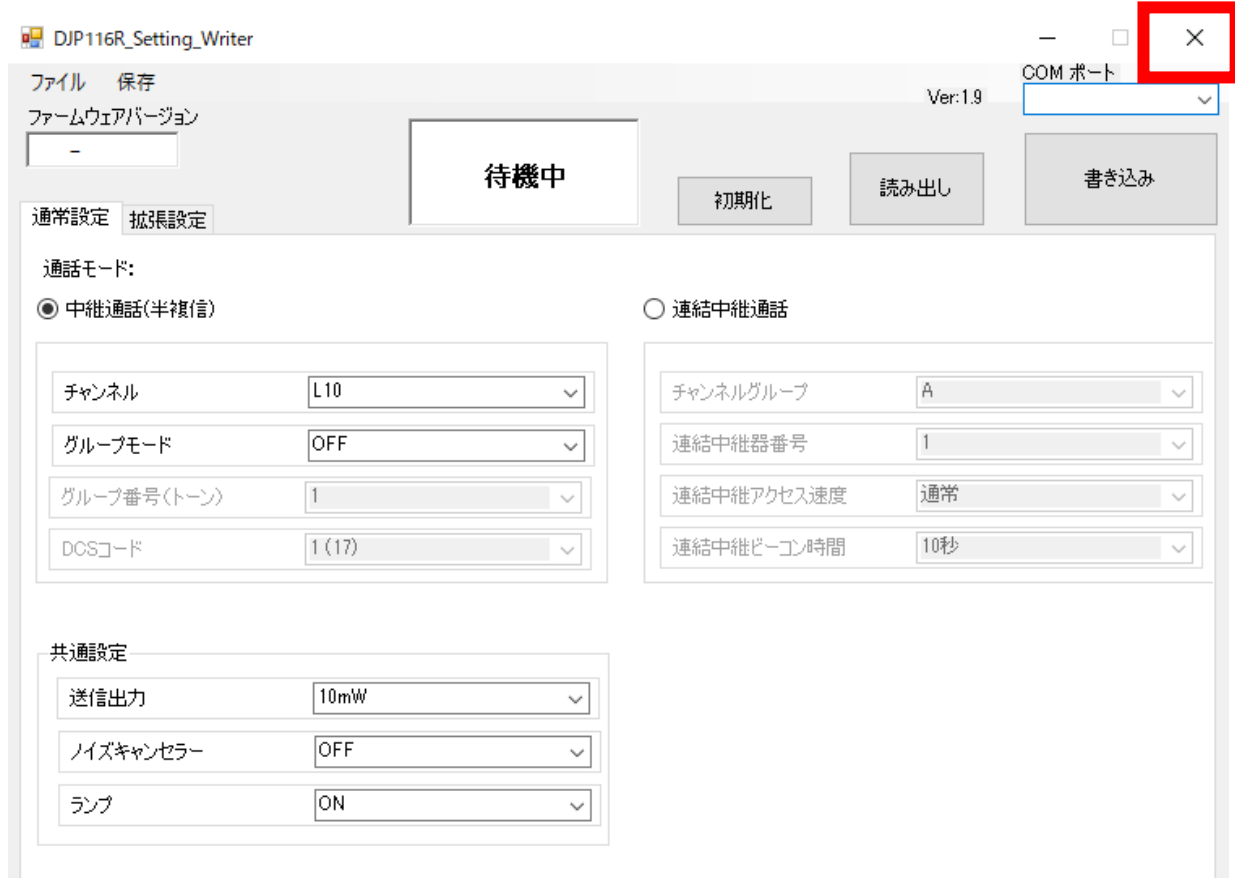 DJP116R_Setting_Writer
ファイル 保存
Ver:1.9
COM ポート
ファームウェアバージョン
-
待機中
初期化
読み出し
書き込み
通常設定 拡張設定
通話モード:
中継通話(半複信)
連結中継通話
チャンネル L10
グループモード OFF
グループ番号(トーン) 1
DCSコード 1 (17)
チャンネルグループ A
連結中継器番号 1
連結中継アクセス速度 通常
連結中継ビーコン時間 10秒
共通設定
送信出力 10mW
ノイズキャンセラー OFF
ランプ ON